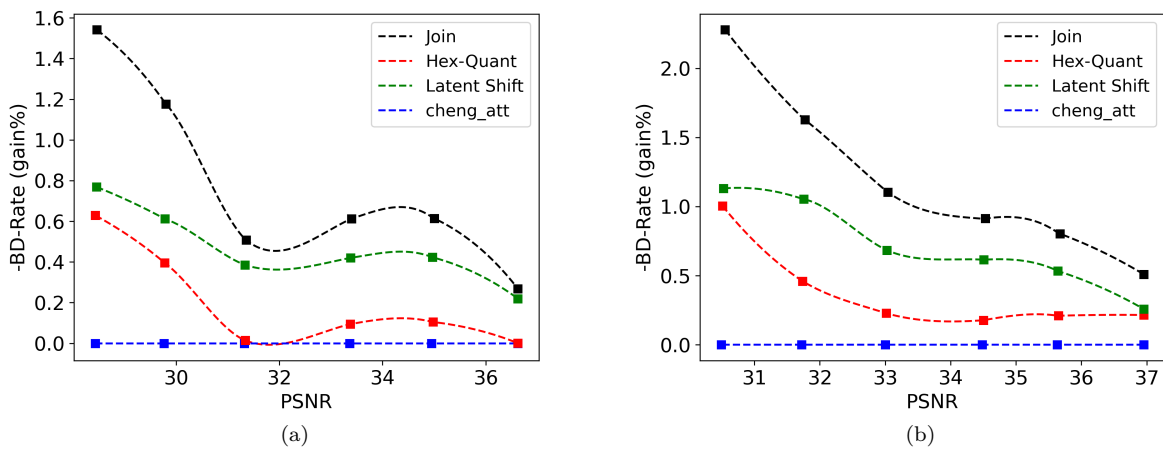 1.6
1.4
1.2
1.0
0.8
0.6
0.4
0.2
0.0
-BD-Rate (gain%)
30 32 34 36
PSNR
Join
Hex-Quant
Latent Shift
cheng_att
(a)
2.0
1.5
1.0
0.5
0.0
-BD-Rate (gain%)
31 32 33 34 35 36 37
PSNR
Join
Hex-Quant
Latent Shift
cheng_att
(b)